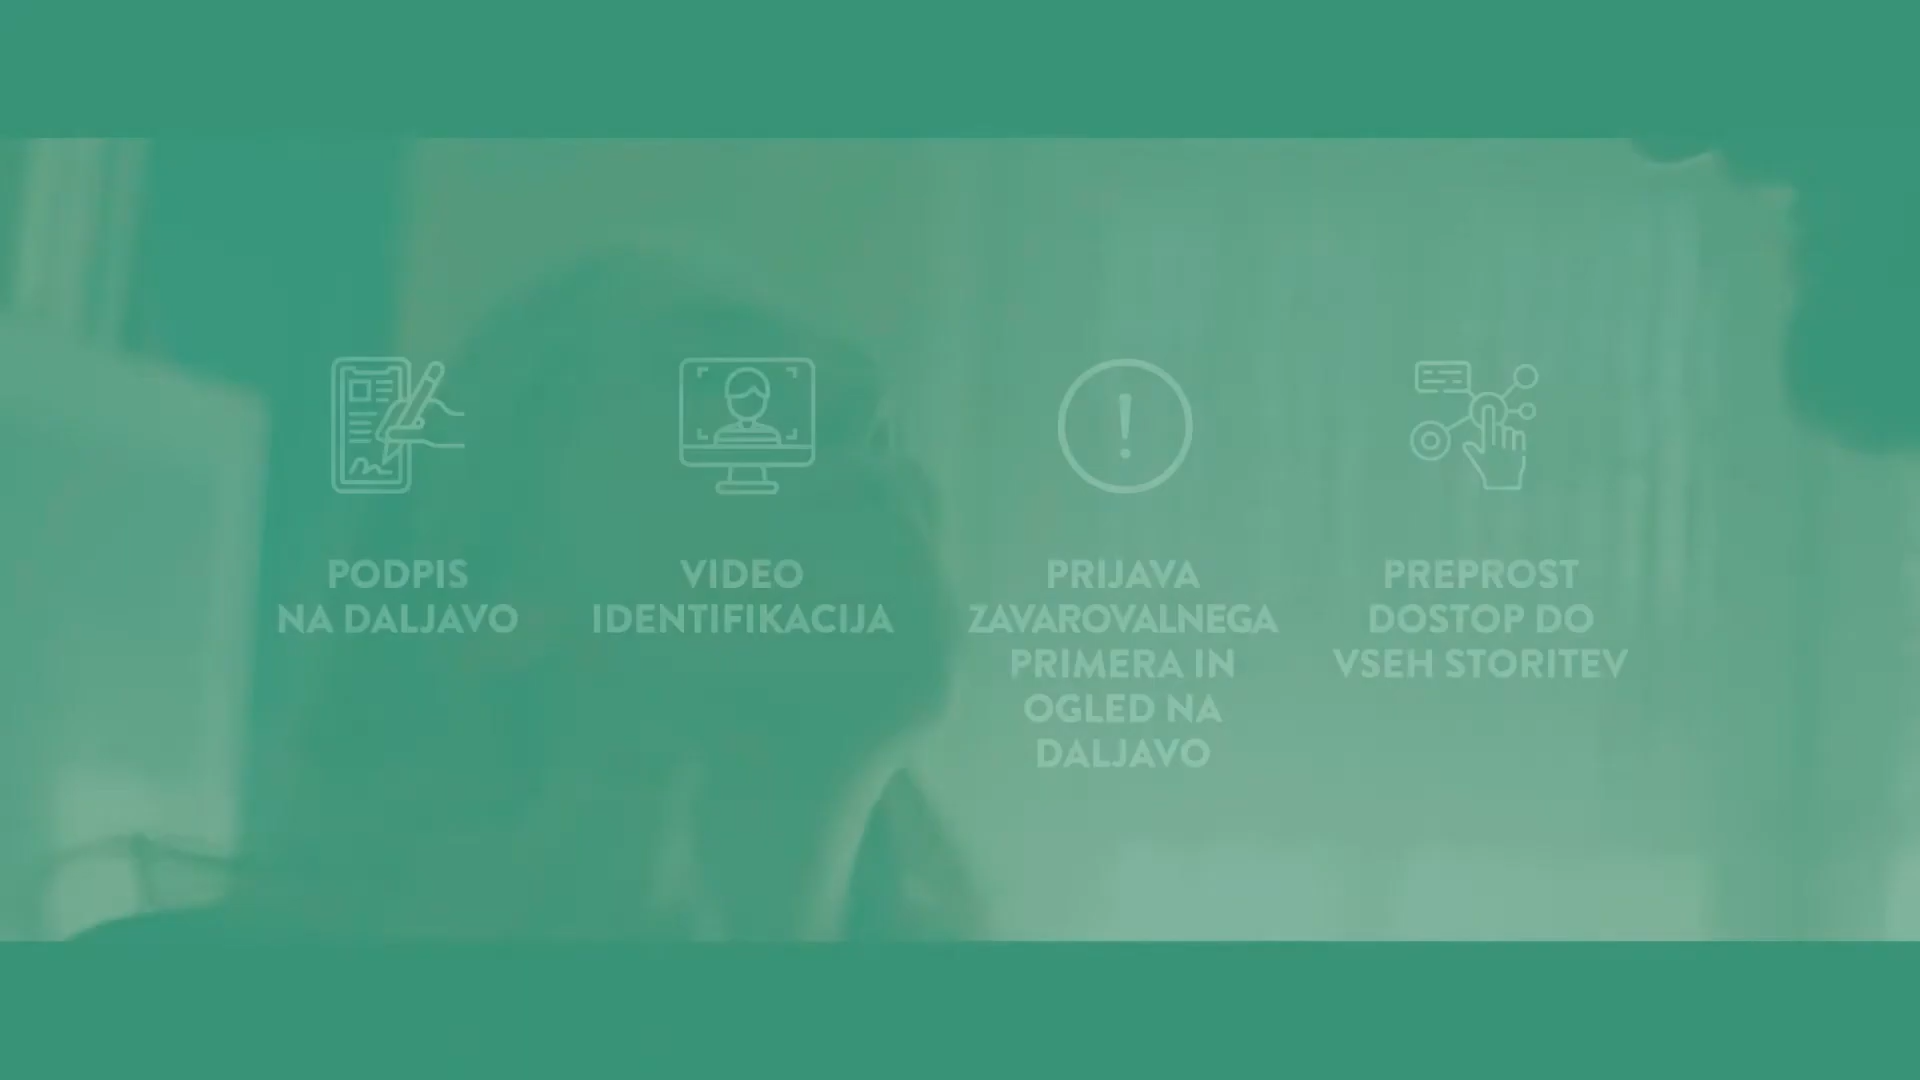 PODPIS
NA DALJAVO
VIDEO
IDENTIFIKACIJA
PRIJAVA
ZAVAROVALNEGA
PRIMERA IN
OGLED NA
DALJAVO
PREPROST
DOSTOP DO
VSEH STORITEV